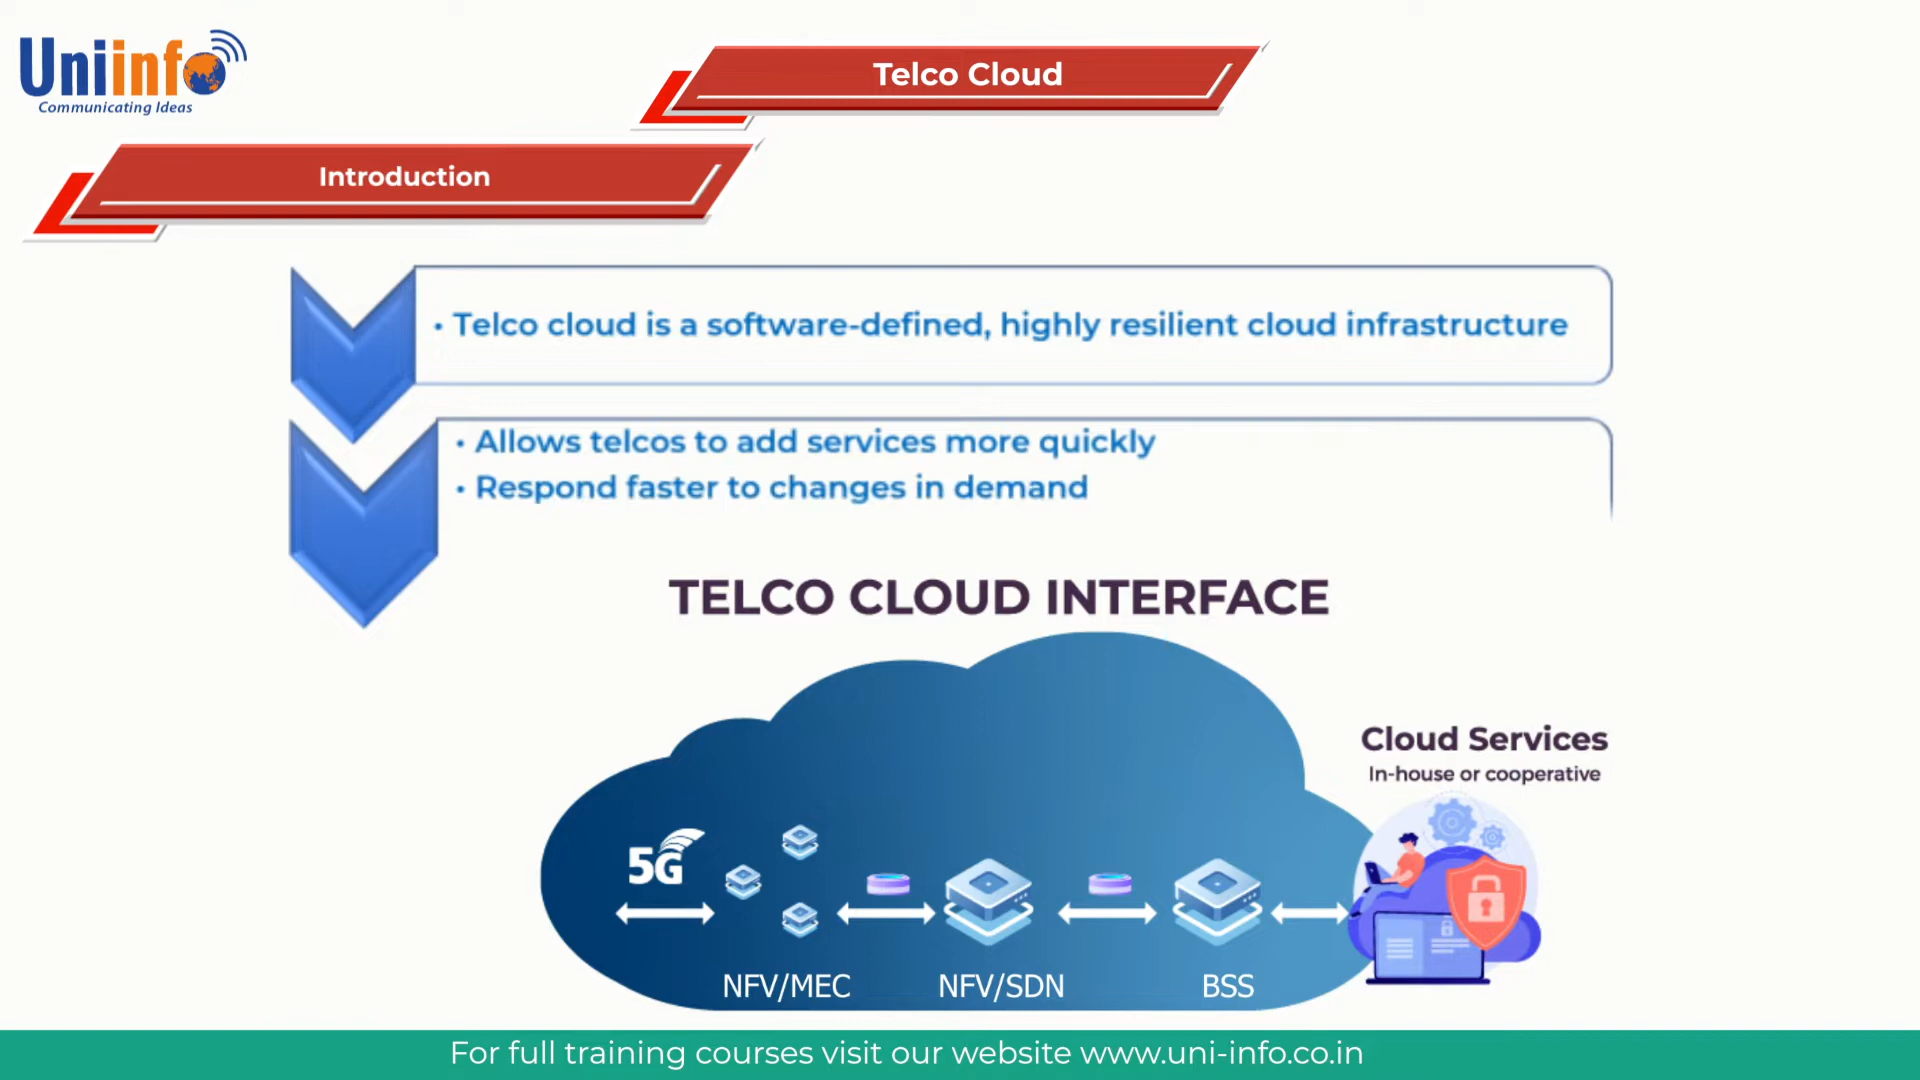 Uniinfo
Communicating Ideas
Telco Cloud
Introduction
• Telco cloud is a software-defined, highly resilient cloud infrastructure
• Allows telcos to add services more quickly
• Respond faster to changes in demand
TELCO CLOUD INTERFACE
Cloud Services
In-house or cooperative
5G
NFV/MEC
NFV/SDN
BSS
For full training courses visit our website www.uni-info.co.in